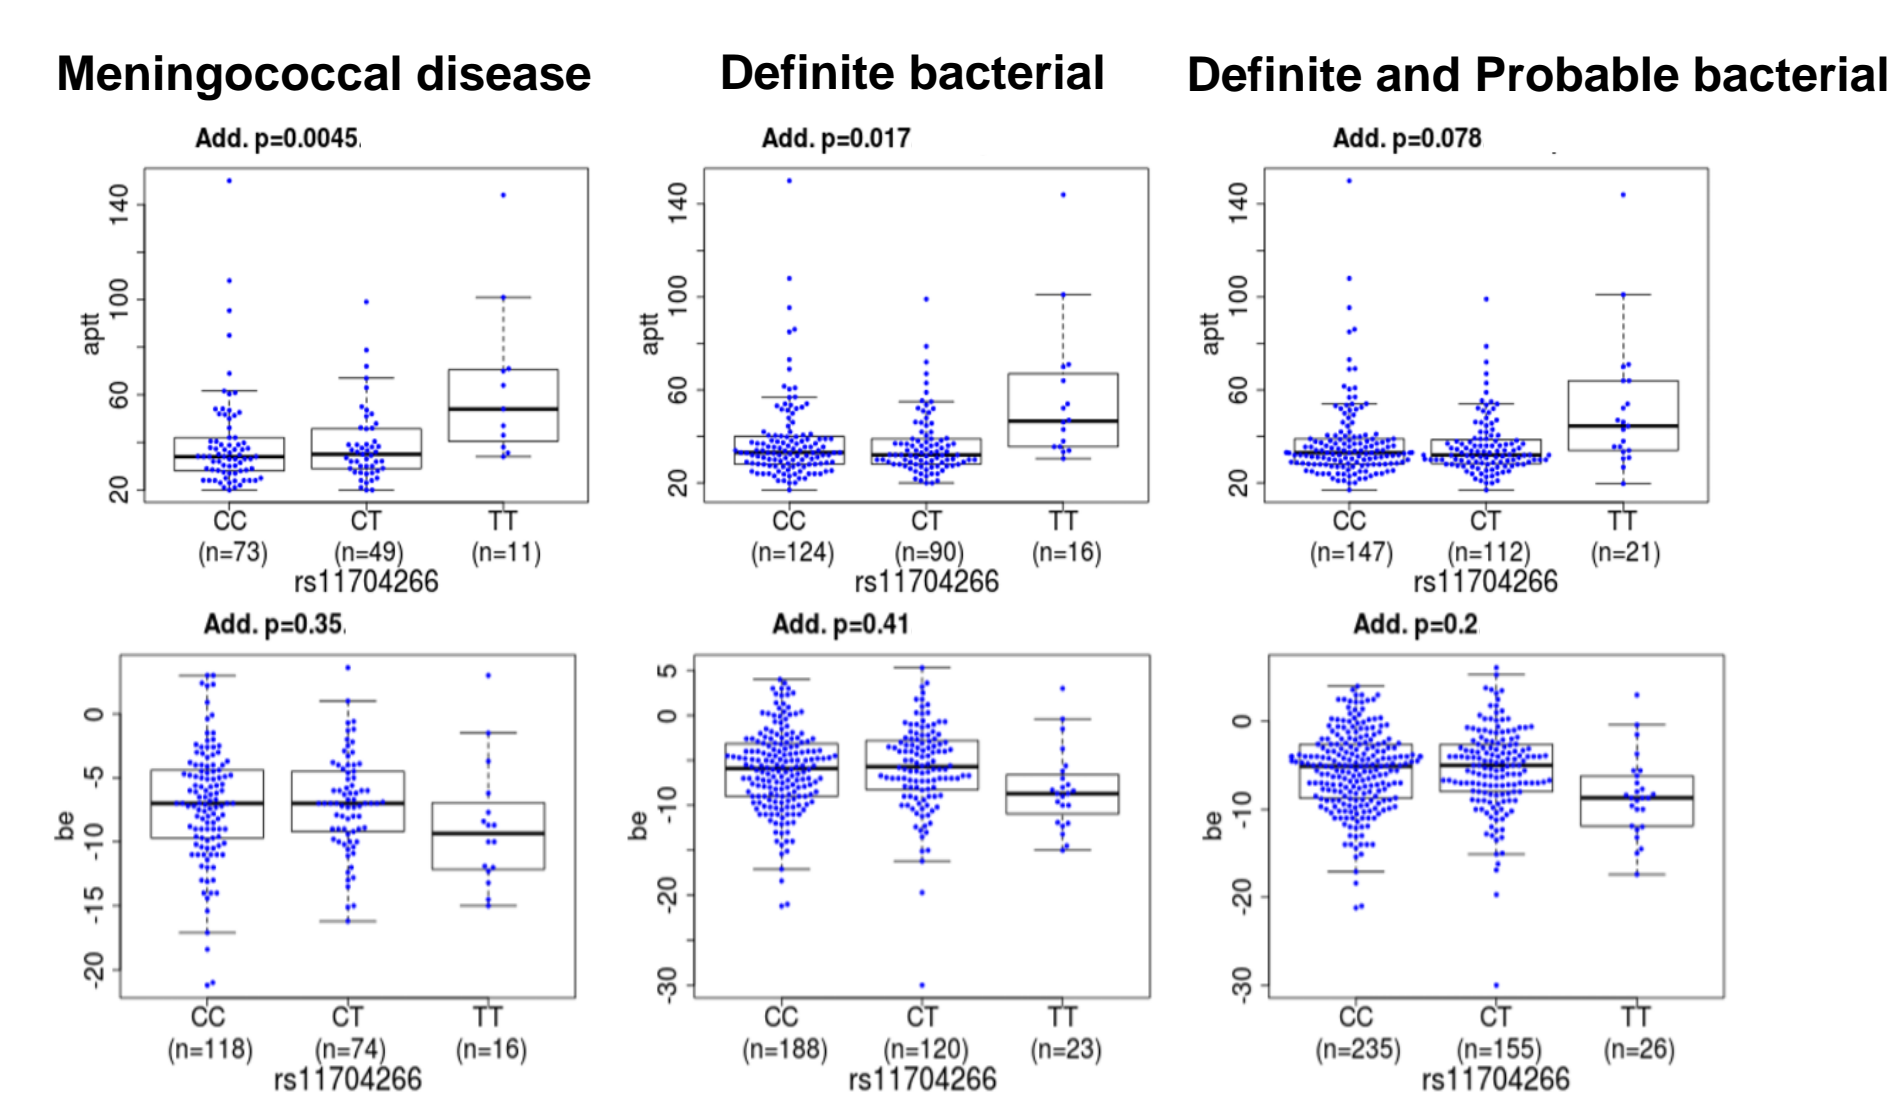 Meningococcal disease
Definite bacterial
Definite and Probable bacterial
Add. p=0.0045.
Add. p=0.017
Add. p=0.078
aptt
140
100
60
20
CC
CT
TT
(n=73)
(n=49)
(n=11)
rs11704266
aptt
140
100
60
20
CC
CT
TT
(n=124)
(n=90)
(n=16)
rs11704266
aptt
140
100
60
20
CC
CT
TT
(n=147)
(n=112)
(n=21)
rs11704266
Add. p=0.35.
Add. p=0.41
Add. p=0.2
be
0
-5
-10
-15
-20
CC
CT
TT
(n=118)
(n=74)
(n=16)
rs11704266
be
5
0
-10
-20
-30
CC
CT
TT
(n=188)
(n=120)
(n=23)
rs11704266
be
0
-10
-20
-30
CC
CT
TT
(n=235)
(n=155)
(n=26)
rs11704266